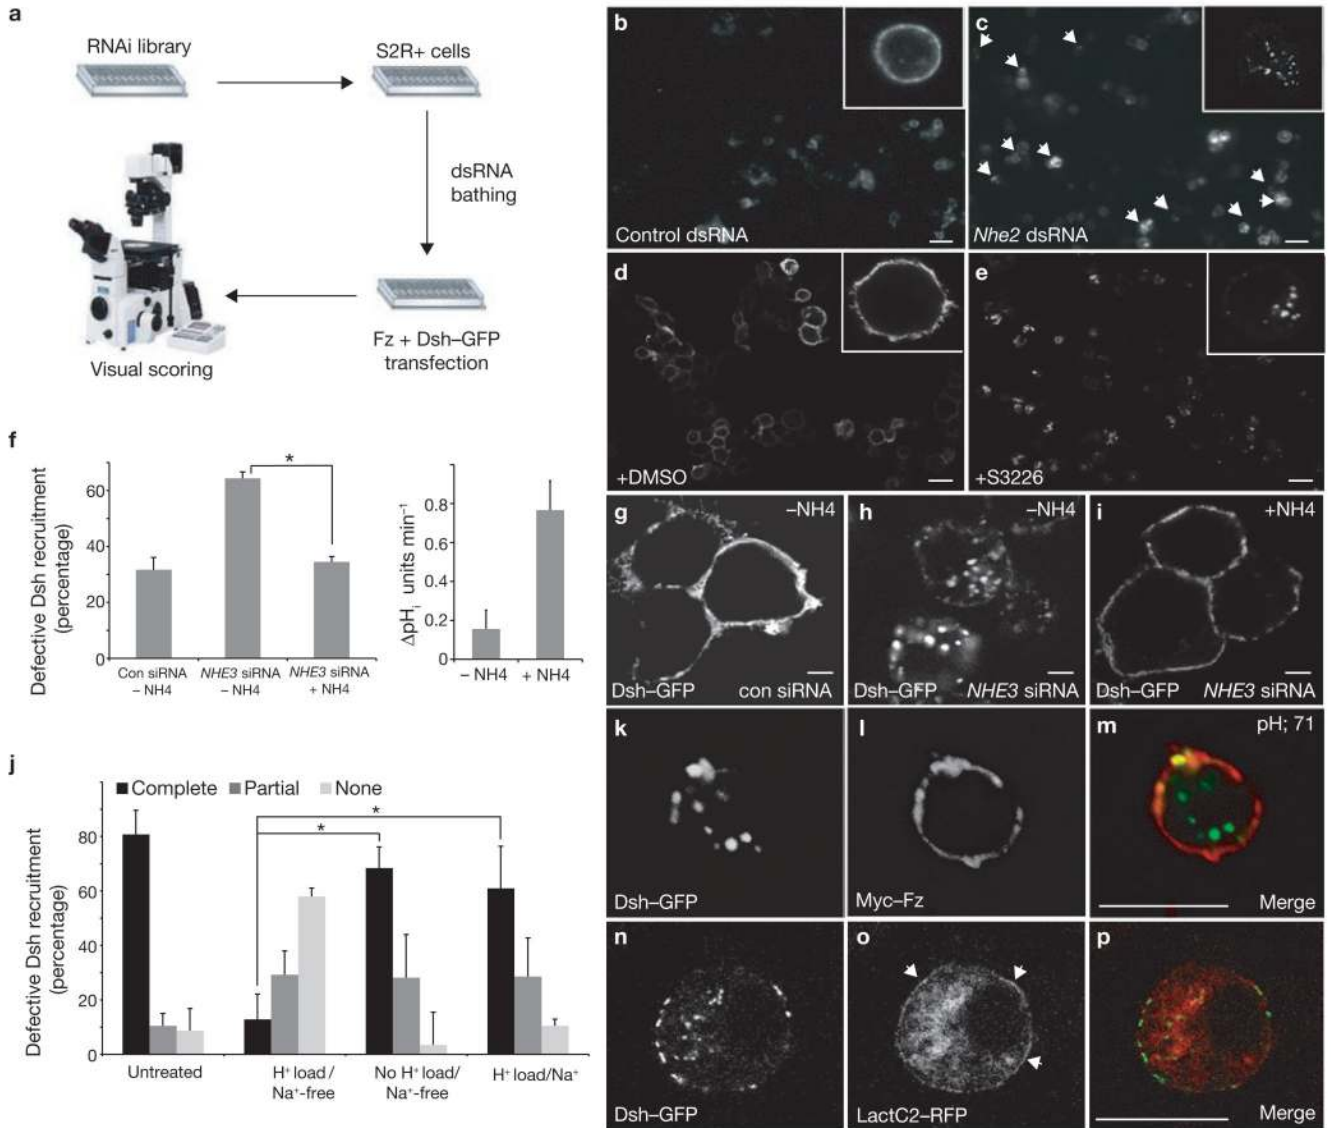 a
RNAi library
S2R+ cells
dsRNA
bathing
Fz + Dsh–GFP
transfection
Visual scoring
b
Control dsRNA
c
Nhe2 dsRNA
d
+DMSO
e
+S3226
f
Defective Dsh recruitment
(percentage)
60
40
20
0
Con siRNA
– NH4
NHE3 siRNA
– NH4
NHE3 siRNA
+ NH4
*
ΔpHi units min–1
0.8
0.4
0.2
0
– NH4
+ NH4
g
–NH4
Dsh–GFP
con siRNA
h
–NH4
Dsh–GFP
NHE3 siRNA
i
+NH4
Dsh–GFP
NHE3 siRNA
j
Complete
Partial
None
*
*
Defective Dsh recruitment
(percentage)
80
60
40
20
0
Untreated
H+ load /
Na+-free
No H+ load/
Na+-free
H+ load/Na+
k
Dsh–GFP
l
Myc–Fz
m
pH; 71
Merge
n
Dsh–GFP
o
LactC2–RFP
p
Merge